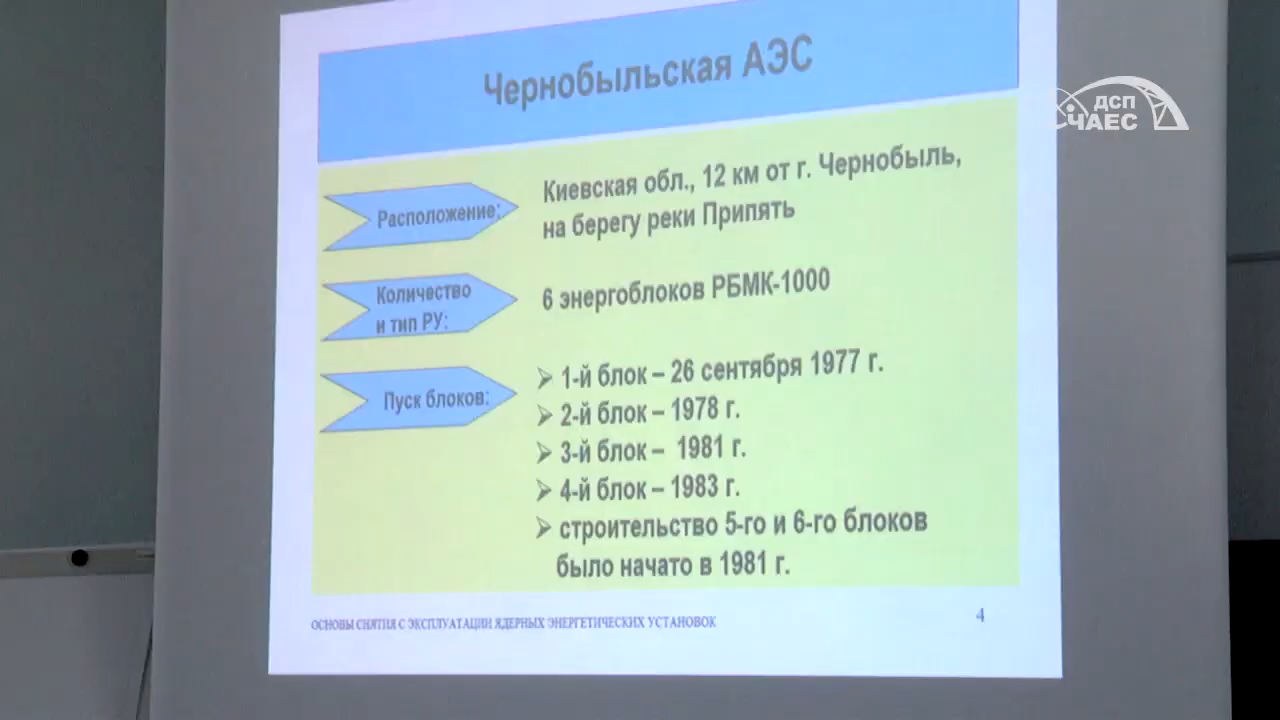 Чернобыльская АЭС
ДСП
ЧАЕС
Расположение:
Киевская обл., 12 км от г. Чернобыль,
на берегу реки Припять
Количество
и тип РУ:
6 энергоблоков РБМК-1000
Пуск блоков:
1-й блок – 26 сентября 1977 г.
2-й блок – 1978 г.
3-й блок – 1981 г.
4-й блок – 1983 г.
строительство 5-го и 6-го блоков
было начато в 1981 г.
ОСНОВЫ СНЯТИЯ С ЭКСПЛУАТАЦИИ ЯДЕРНЫХ ЭНЕРГЕТИЧЕСКИХ УСТАНОВОК
4